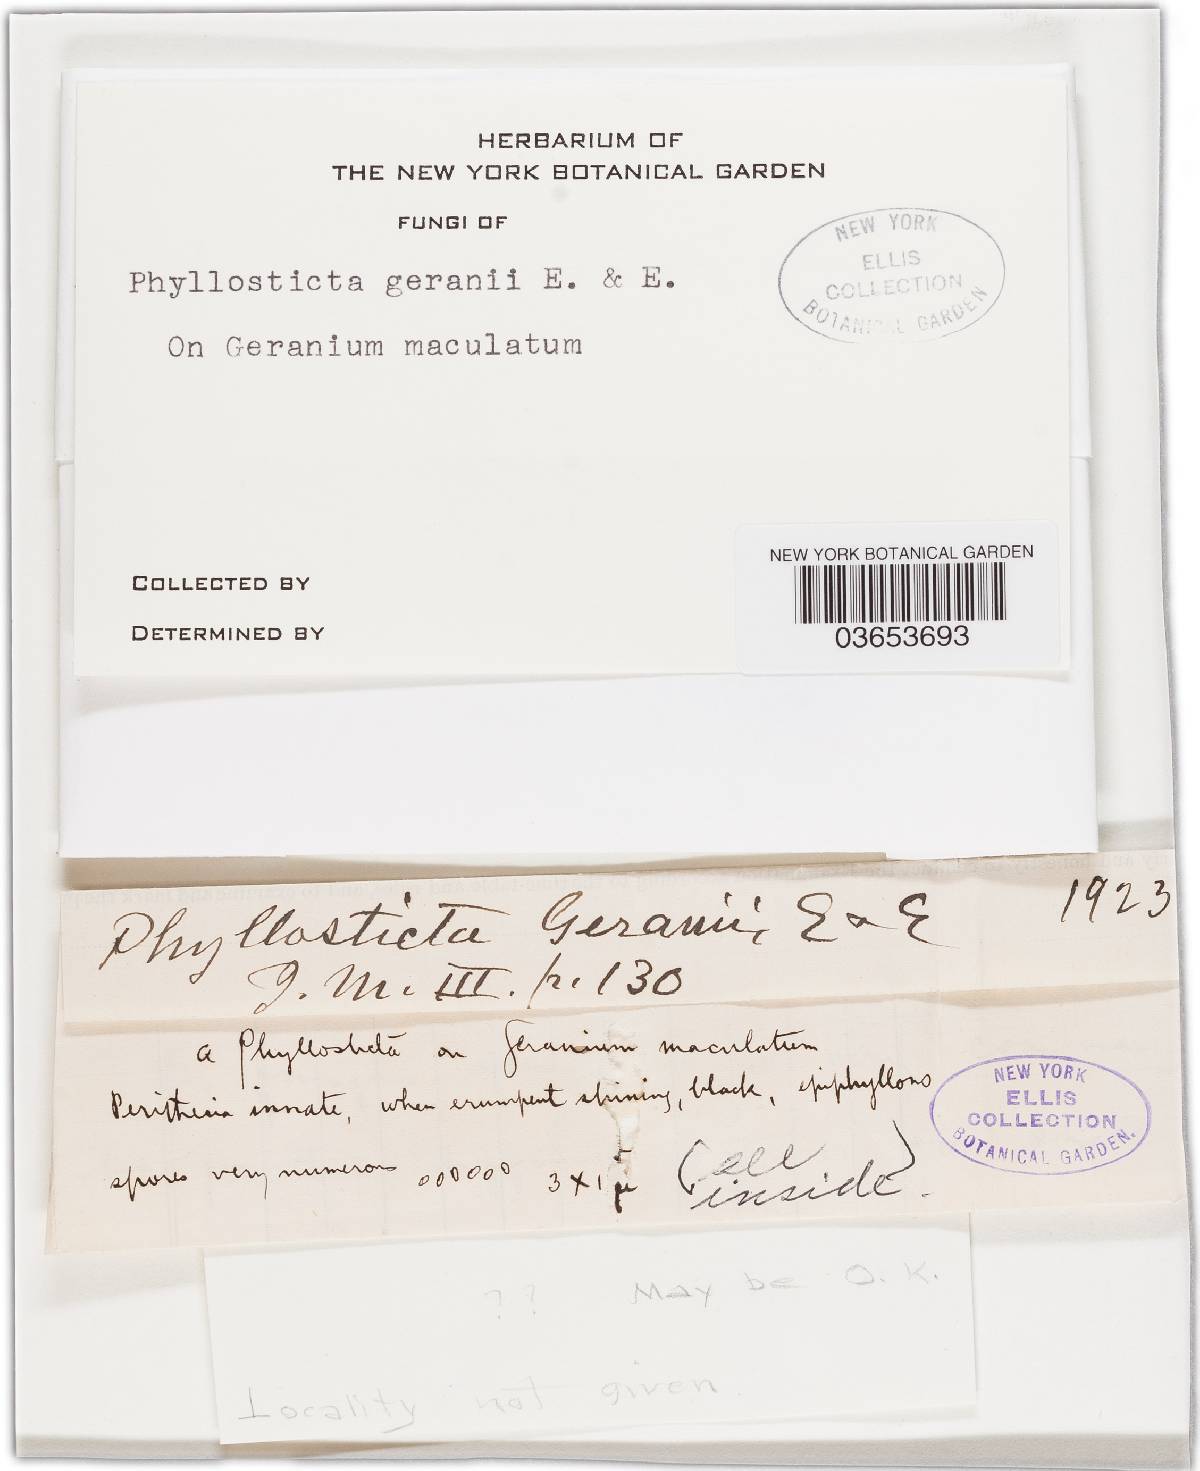 HERBARIUM OF
THE NEW YORK BOTANICAL GARDEN
FUNGI OF
Phyllosticta geranii E. & E.
On Geranium maculatum
NEW YORK
ELLIS
COLLECTION
BOTANICAL GARDEN
COLLECTED BY
DETERMINED BY
NEW YORK BOTANICAL GARDEN
03653693
Phyllosticta Geranii, E & E
1923
J. M. III. p. 130
a Phyllosticta on Geranium maculatum
Perithecia innate, when erumpent shining, black, epiphyllous
spores very numerous 000000 3 X 1 µ
(all
inside).
NEW YORK
ELLIS
COLLECTION
BOTANICAL GARDEN.
?? May be O.K.
Locality not given.